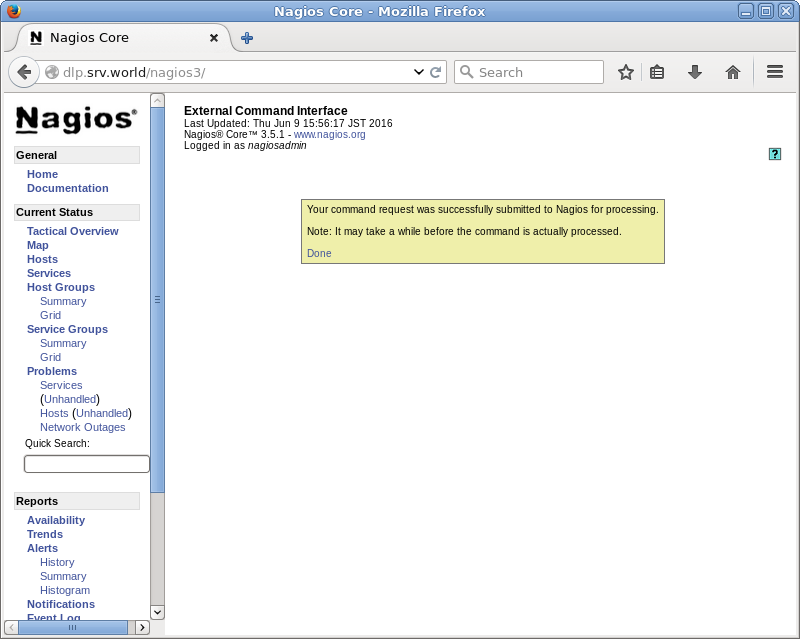 Nagios Core - Mozilla Firefox
Nagios Core
dlp.srv.world/nagios3/
Search
Nagios®
General
Home
Documentation
Current Status
Tactical Overview
Map
Hosts
Services
Host Groups
Summary
Grid
Service Groups
Summary
Grid
Problems
Services
(Unhandled)
Hosts (Unhandled)
Network Outages
Quick Search:
Reports
Availability
Trends
Alerts
History
Summary
Histogram
Notifications
Event Log
External Command Interface
Last Updated: Thu Jun 9 15:56:17 JST 2016
Nagios® Core™ 3.5.1 - www.nagios.org
Logged in as nagiosadmin
?
Your command request was successfully submitted to Nagios for processing.
Note: It may take a while before the command is actually processed.
Done